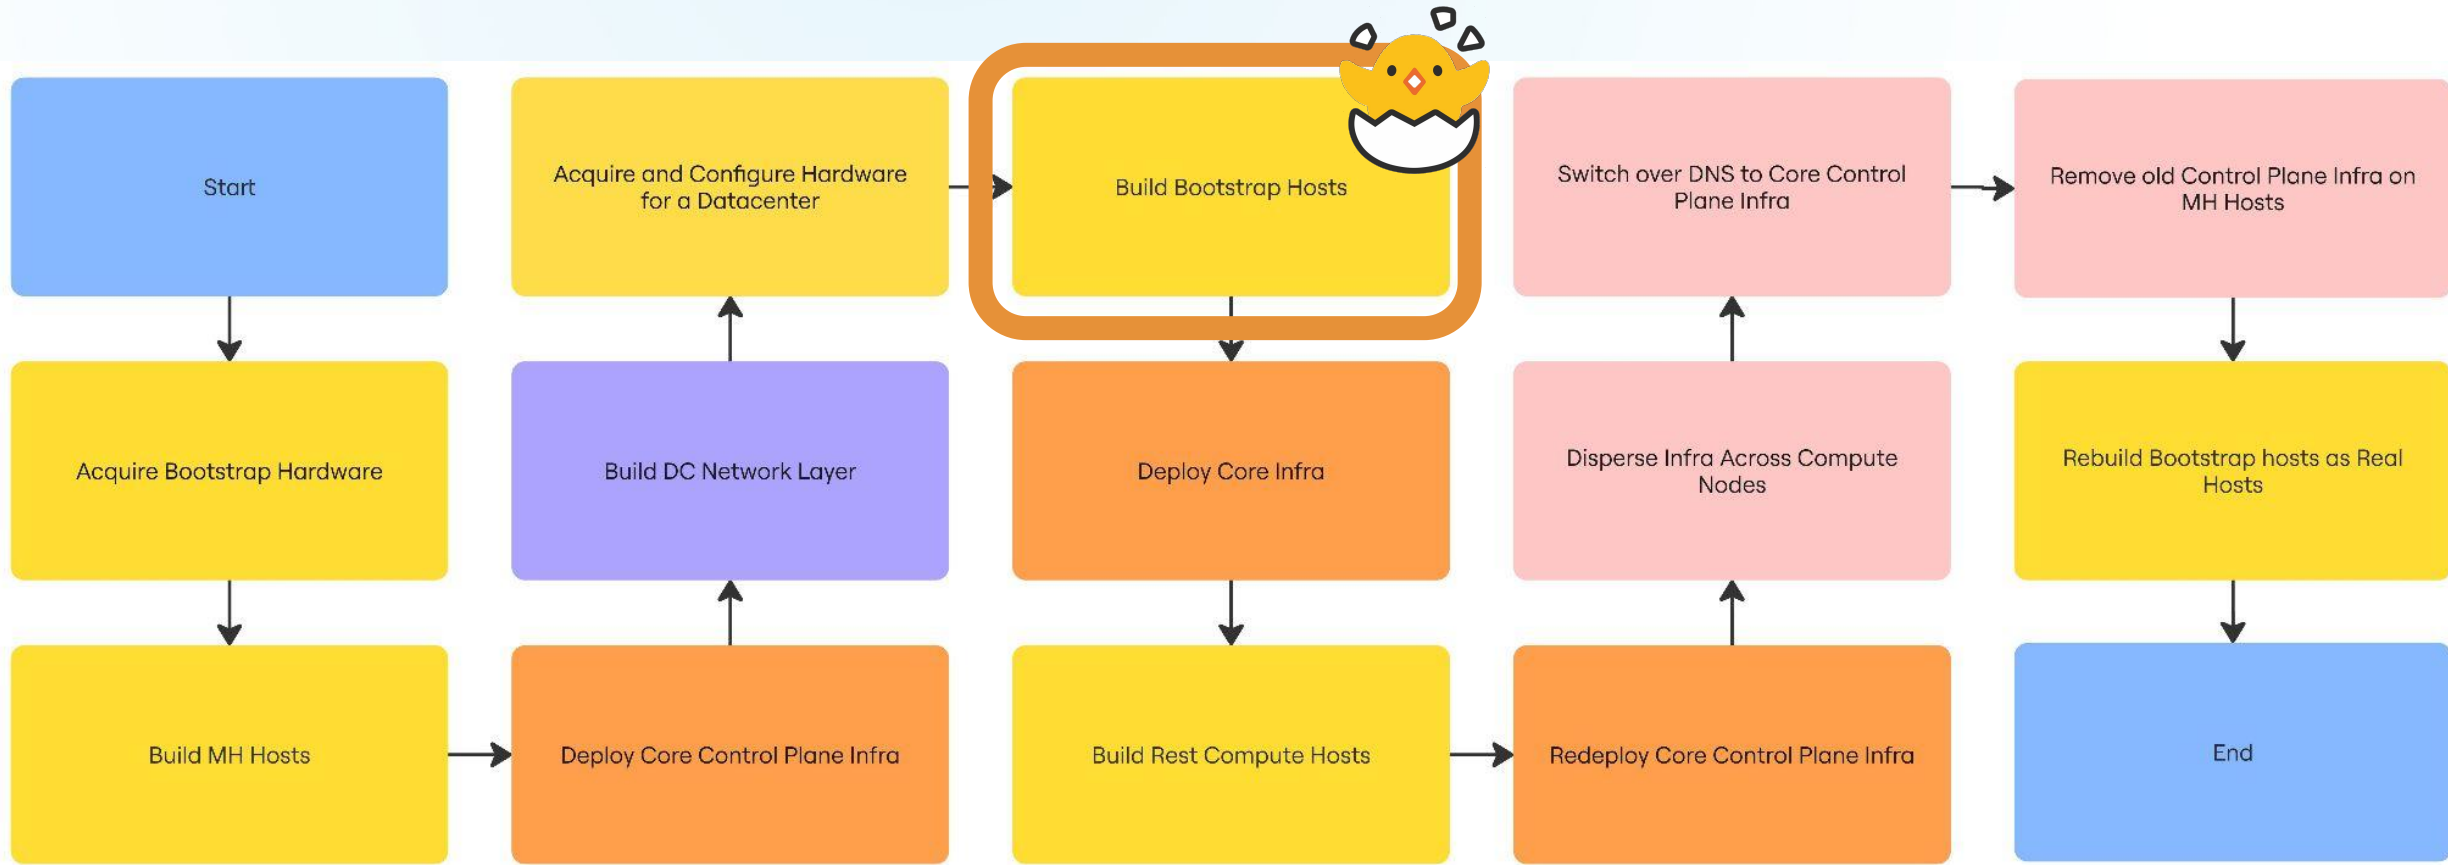 Start
Acquire Bootstrap Hardware
Build MH Hosts
Deploy Core Control Plane Infra
Build DC Network Layer
Acquire and Configure Hardware
for a Datacenter
Build Bootstrap Hosts
Deploy Core Infra
Build Rest Compute Hosts
Redeploy Core Control Plane Infra
Disperse Infra Across Compute
Nodes
Switch over DNS to Core Control
Plane Infra
Remove old Control Plane Infra on
MH Hosts
Rebuild Bootstrap hosts as Real
Hosts
End